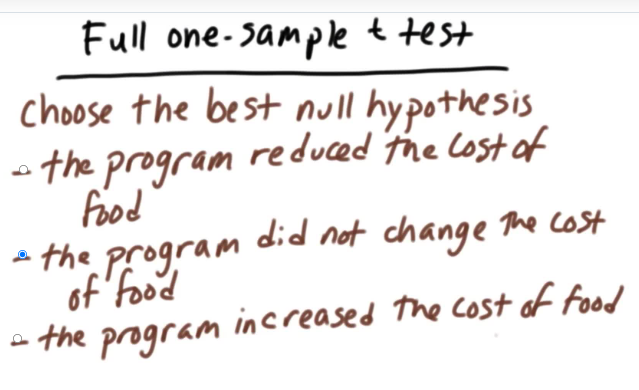 Full one-sample t test
Choose the best null hypothesis
- the program reduced the cost of
food
- the program did not change the cost
of food
- the program increased the cost of food